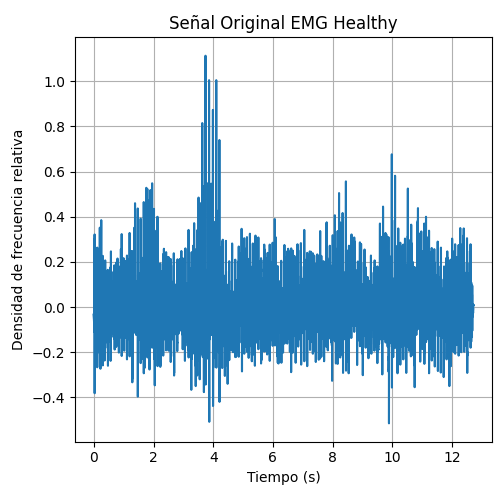 Señal Original EMG Healthy
Densidad de frecuencia relativa
1.0
0.8
0.6
0.4
0.2
0.0
−0.2
−0.4
0 2 4 6 8 10 12
Tiempo (s)